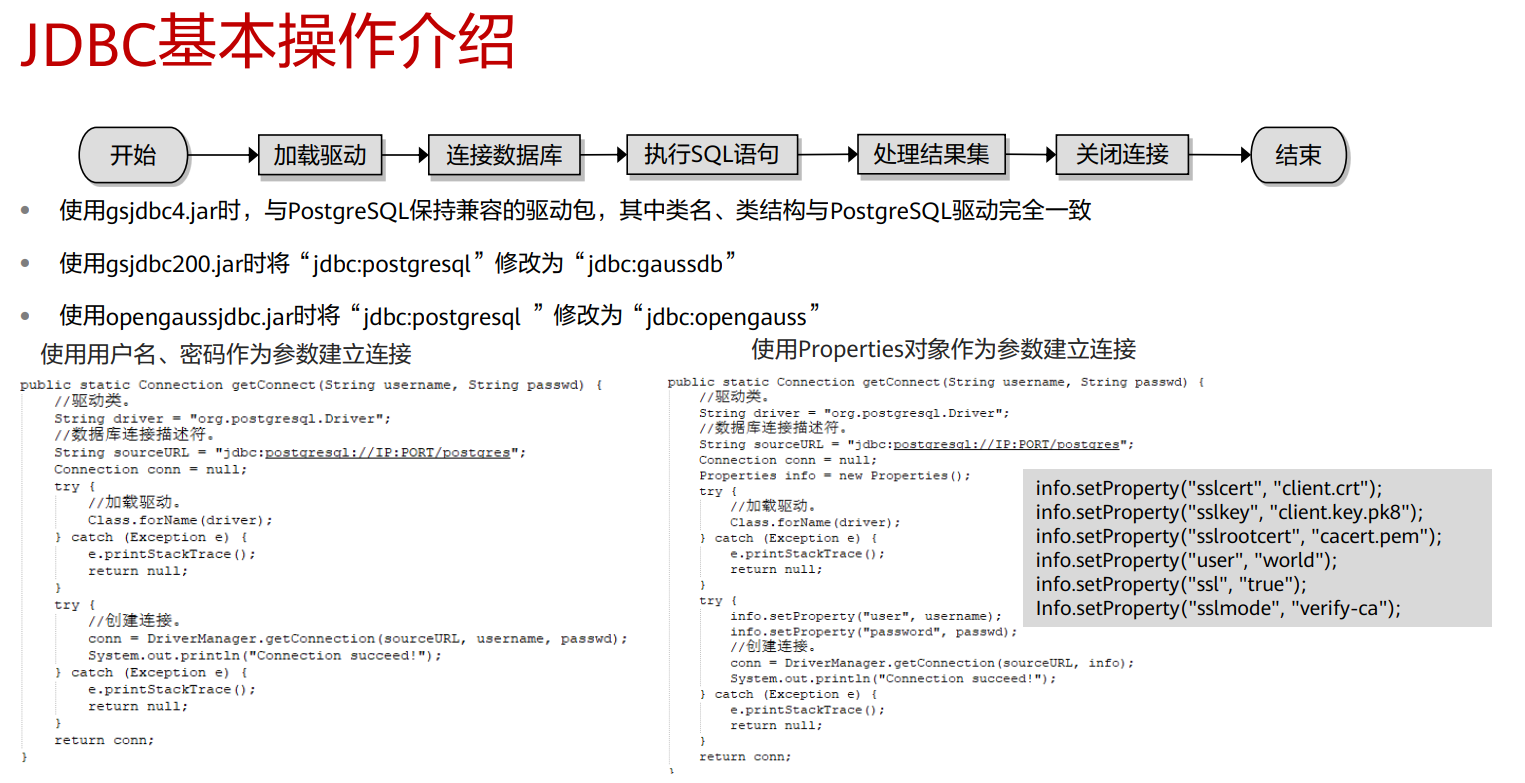 JDBC基本操作介绍
开始 加载驱动 连接数据库 执行SQL语句 处理结果集 关闭连接 结束
• 使用gsjdbc4.jar时，与PostgreSQL保持兼容的驱动包，其中类名、类结构与PostgreSQL驱动完全一致
• 使用gsjdbc200.jar时将“jdbc:postgresql”修改为“jdbc:gaussdb”
• 使用opengaussjdbc.jar时将“jdbc:postgresql ”修改为“jdbc:opengauss”
使用用户名、密码作为参数建立连接
public static Connection getConnect(String username, String passwd) {
//驱动类。
String driver = "org.postgresql.Driver";
//数据库连接描述符。
String sourceURL = "jdbc:postgresql://IP:PORT/postgres";
Connection conn = null;
try {
//加载驱动。
Class.forName(driver);
} catch (Exception e) {
e.printStackTrace();
return null;
}
try {
//创建连接。
conn = DriverManager.getConnection(sourceURL, username, passwd);
System.out.println("Connection succeed!");
} catch (Exception e) {
e.printStackTrace();
return null;
}
return conn;
}
使用Properties对象作为参数建立连接
public static Connection getConnect(String username, String passwd) {
//驱动类。
String driver = "org.postgresql.Driver";
//数据库连接描述符。
String sourceURL = "jdbc:postgresql://IP:PORT/postgres";
Connection conn = null;
Properties info = new Properties();
try {
//加载驱动。
Class.forName(driver);
} catch (Exception e) {
e.printStackTrace();
return null;
}
try {
info.setProperty("user", username);
info.setProperty("password", passwd);
//创建连接。
conn = DriverManager.getConnection(sourceURL, info);
System.out.println("Connection succeed!");
} catch (Exception e) {
e.printStackTrace();
return null;
}
return conn;
}
info.setProperty("sslcert", "client.crt");
info.setProperty("sslkey", "client.key.pk8");
info.setProperty("sslrootcert", "cacert.pem");
info.setProperty("user", "world");
info.setProperty("ssl", "true");
Info.setProperty("sslmode", "verify-ca");